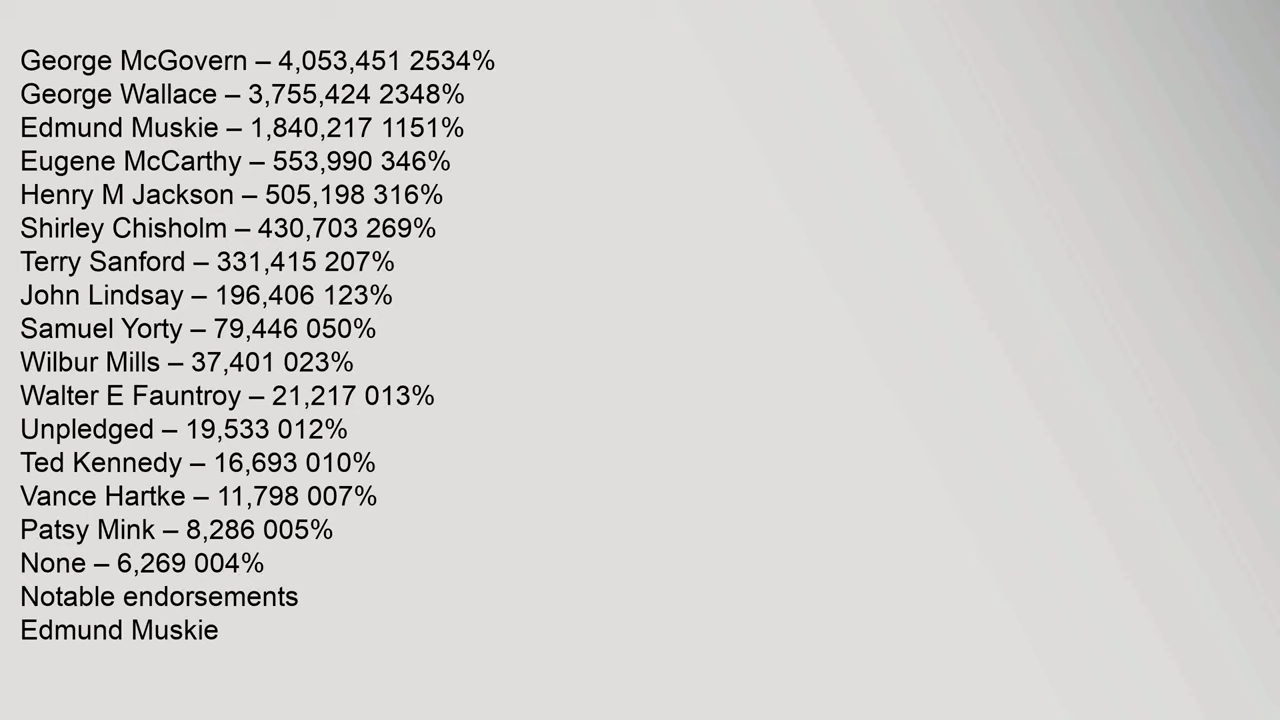 George McGovern – 4,053,451 2534%
George Wallace – 3,755,424 2348%
Edmund Muskie – 1,840,217 1151%
Eugene McCarthy – 553,990 346%
Henry M Jackson – 505,198 316%
Shirley Chisholm – 430,703 269%
Terry Sanford – 331,415 207%
John Lindsay – 196,406 123%
Samuel Yorty – 79,446 050%
Wilbur Mills – 37,401 023%
Walter E Fauntroy – 21,217 013%
Unpledged – 19,533 012%
Ted Kennedy – 16,693 010%
Vance Hartke – 11,798 007%
Patsy Mink – 8,286 005%
None – 6,269 004%
Notable endorsements
Edmund Muskie